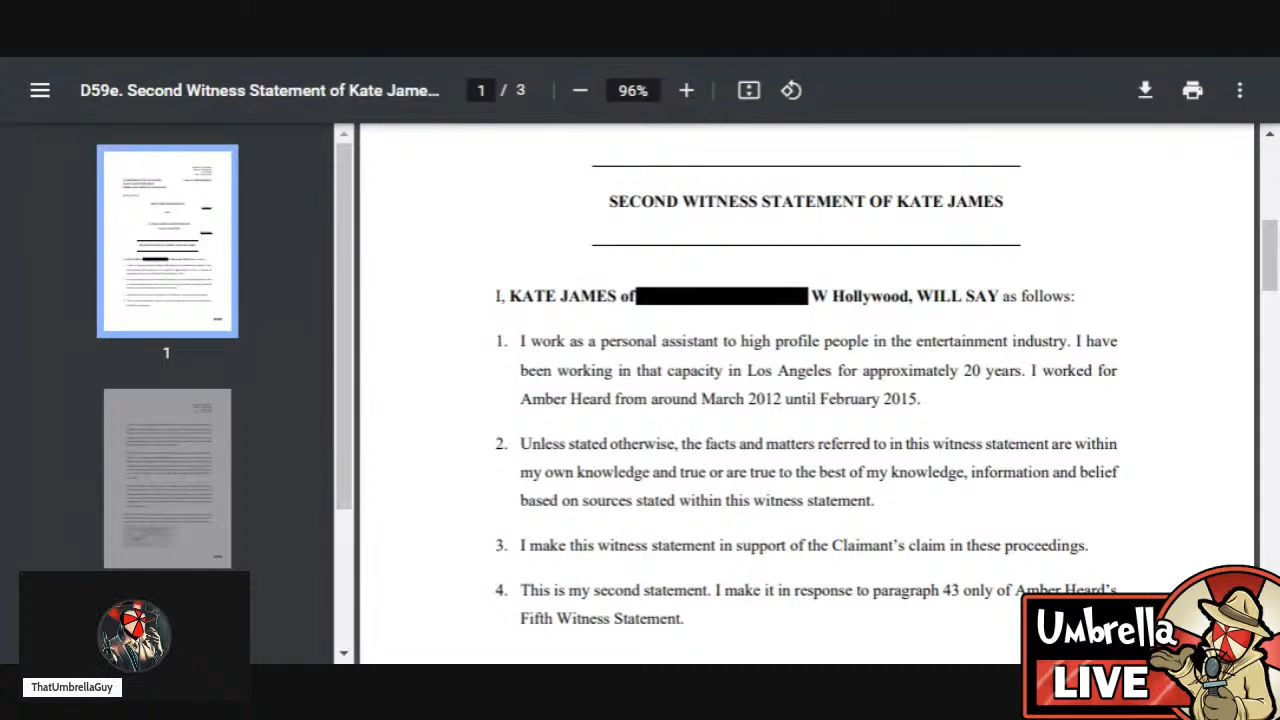 D59e. Second Witness Statement of Kate Jame...
1 / 3
96%
SECOND WITNESS STATEMENT OF KATE JAMES
I, KATE JAMES of W Hollywood, WILL SAY as follows:
1. I work as a personal assistant to high profile people in the entertainment industry. I have
been working in that capacity in Los Angeles for approximately 20 years. I worked for
Amber Heard from around March 2012 until February 2015.
2. Unless stated otherwise, the facts and matters referred to in this witness statement are within
my own knowledge and true or are true to the best of my knowledge, information and belief
based on sources stated within this witness statement.
3. I make this witness statement in support of the Claimant's claim in these proceedings.
4. This is my second statement. I make it in response to paragraph 43 only of Amber Heard's
Fifth Witness Statement.
1
ThatUmbrellaGuy
Umbrella
LIVE